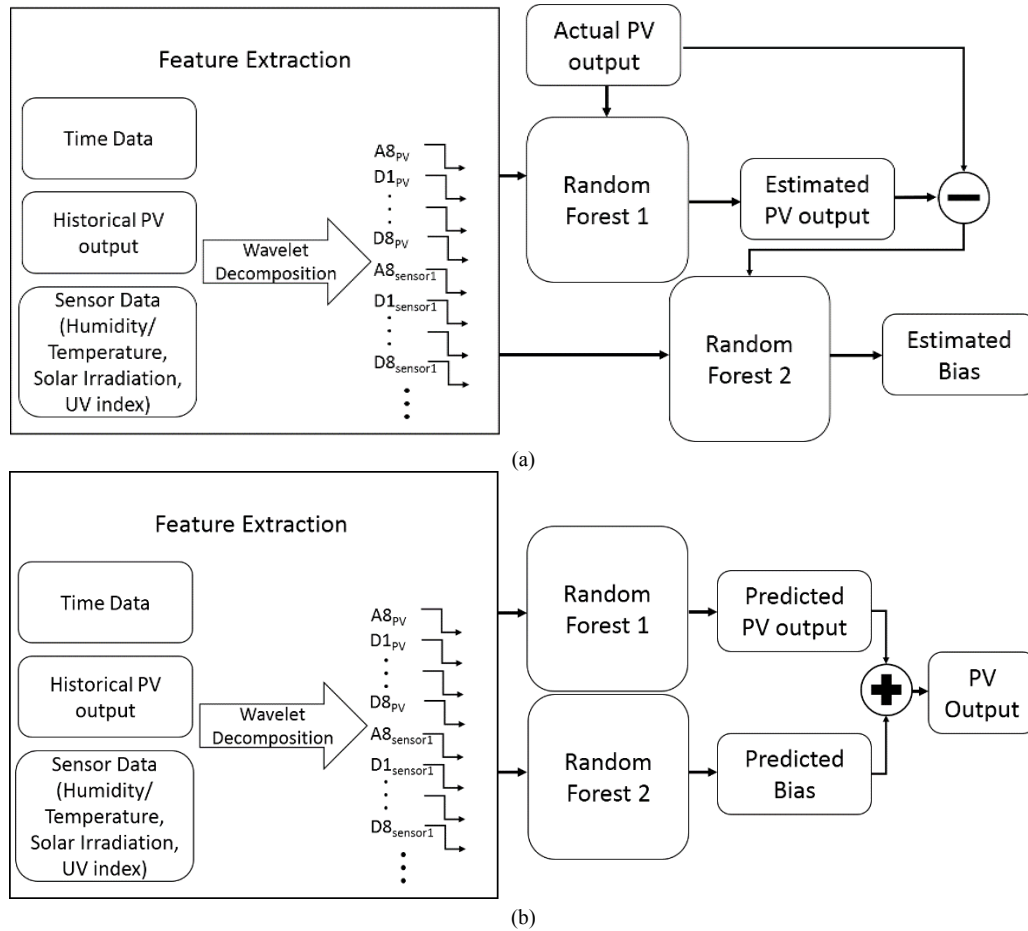 Feature Extraction
Time Data
Historical PV
output
Sensor Data
(Humidity/
Temperature,
Solar Irradiation,
UV index)
Wavelet
Decomposition
A8PV
D1PV
D8PV
A8sensor1
D1sensor1
D8sensor1
Actual PV
output
Random
Forest 1
Estimated
PV output
Random
Forest 2
Estimated
Bias
(a)
Feature Extraction
Time Data
Historical PV
output
Sensor Data
(Humidity/
Temperature,
Solar Irradiation,
UV index)
Wavelet
Decomposition
A8PV
D1PV
D8PV
A8sensor1
D1sensor1
D8sensor1
Random
Forest 1
Predicted
PV output
Random
Forest 2
Predicted
Bias
PV
Output
(b)